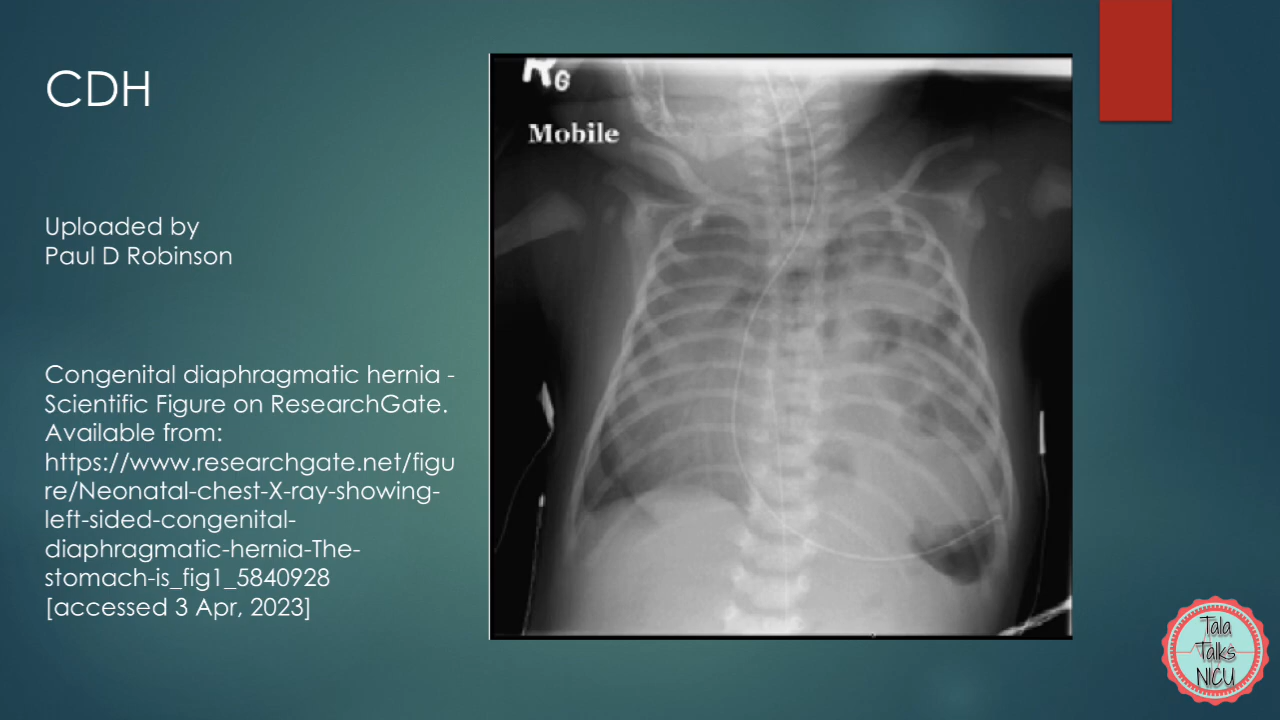 CDH
Uploaded by
Paul D Robinson
Congenital diaphragmatic hernia -
Scientific Figure on ResearchGate.
Available from:
https://www.researchgate.net/figu
re/Neonatal-chest-X-ray-showing-
left-sided-congenital-
diaphragmatic-hernia-The-
stomach-is_fig1_5840928
[accessed 3 Apr, 2023]
RG
Mobile
Tala
Talks
NICU